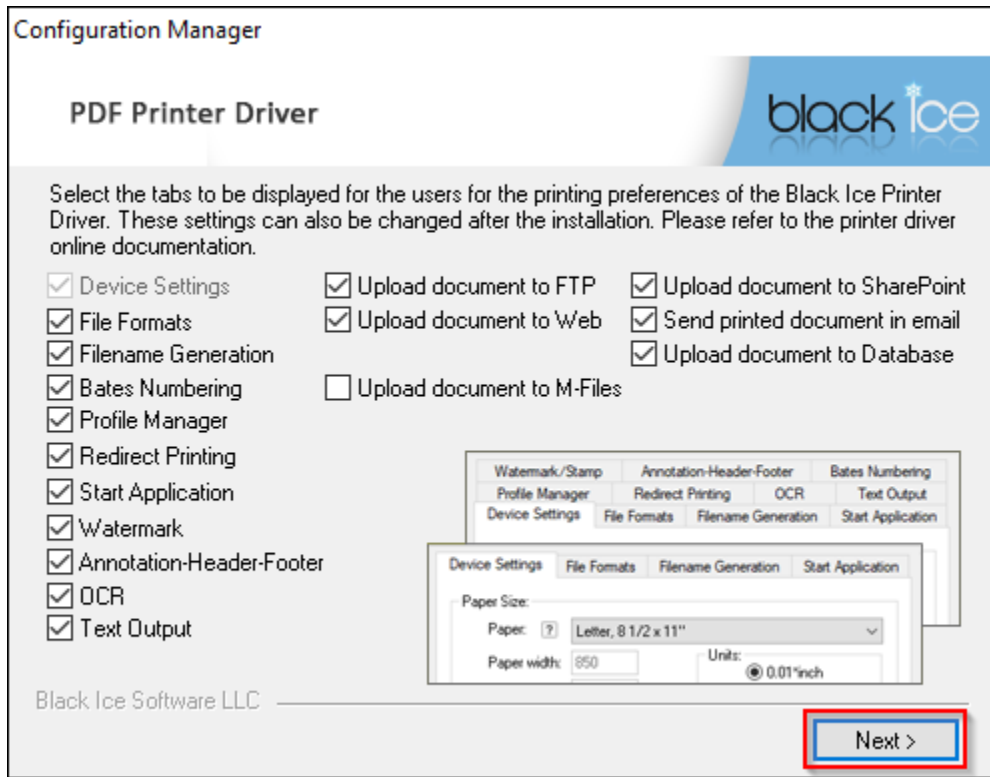 Configuration Manager
PDF Printer Driver
black ice
Select the tabs to be displayed for the users for the printing preferences of the Black Ice Printer
Driver. These settings can also be changed after the installation. Please refer to the printer driver
online documentation.
Device Settings
File Formats
Filename Generation
Bates Numbering
Profile Manager
Redirect Printing
Start Application
Watermark
Annotation-Header-Footer
OCR
Text Output
Upload document to FTP
Upload document to Web
Upload document to M-Files
Upload document to SharePoint
Send printed document in email
Upload document to Database
Watermark/Stamp Annotation-Header-Footer Bates Numbering
Profile Manager Redirect Printing OCR Text Output
Device Settings File Formats Filename Generation Start Application
Device Settings File Formats Filename Generation Start Application
Paper Size:
Paper: ? Letter, 8 1/2 x 11"
Paper width: 850
Units:
0.01"inch
Black Ice Software LLC
Next >